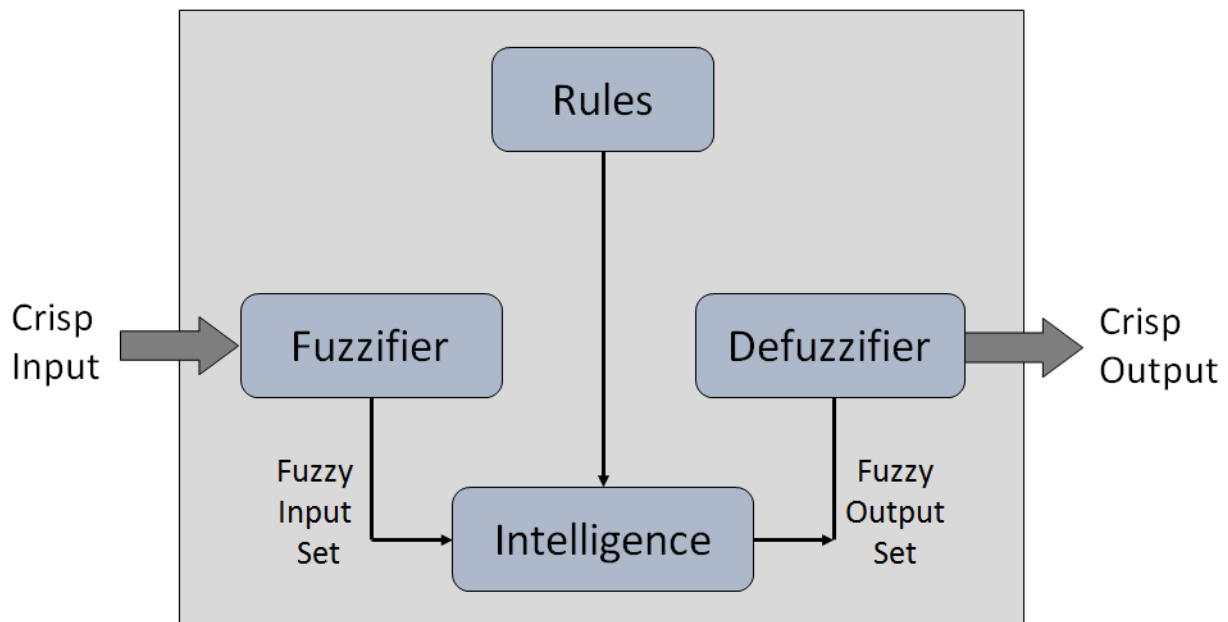 Rules
Crisp
Input
Fuzzifier
Defuzzifier
Crisp
Output
Fuzzy
Input
Set
Intelligence
Fuzzy
Output
Set